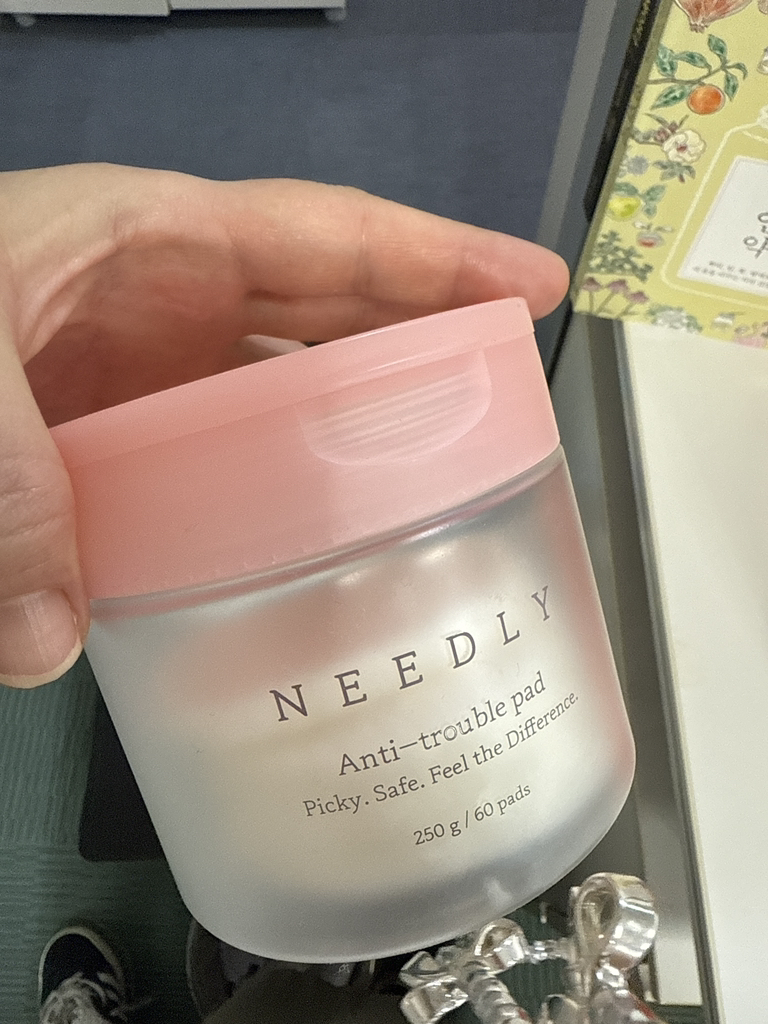 NEEDLY
Anti-trouble pad
Picky. Safe. Feel the Difference.
250 g / 60 pads